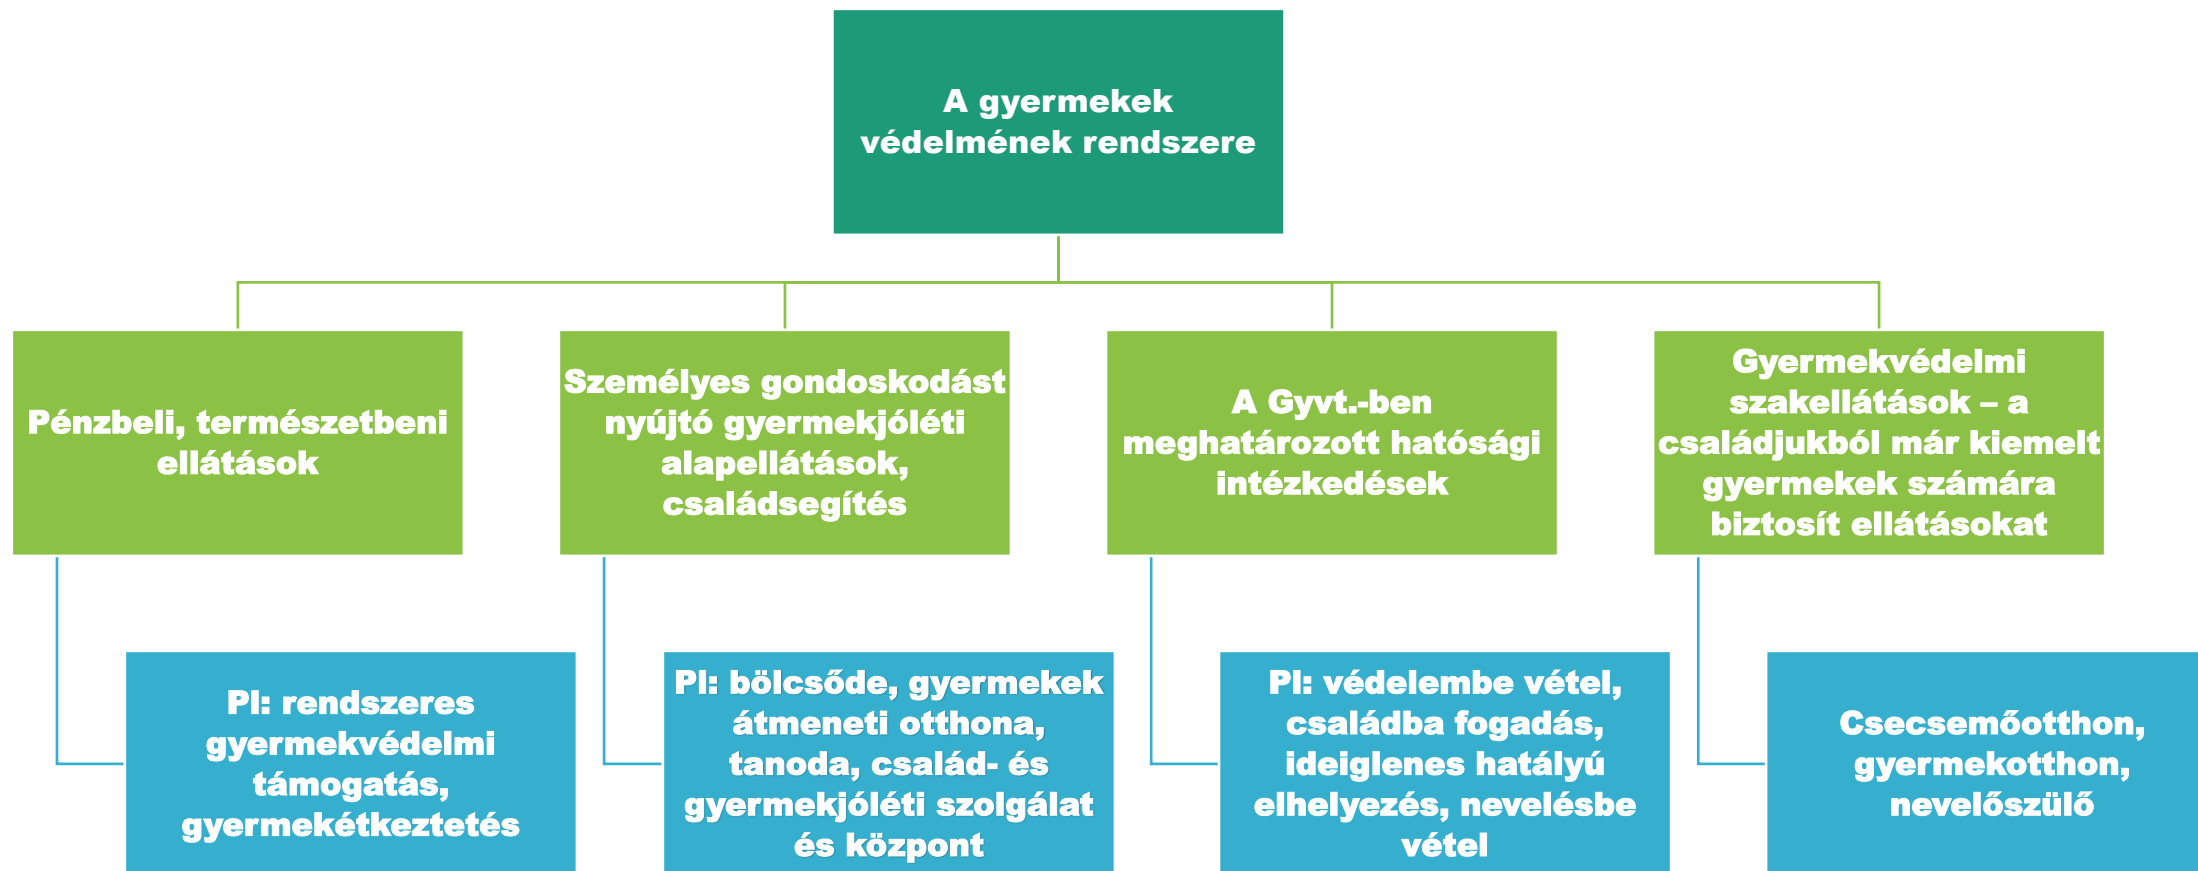 A gyermekek
védelmének rendszere
Pénzbeli, természetbeni
ellátások
Személyes gondoskodást
nyújtó gyermekjóléti
alapellátások,
családsegítés
A Gyvt.-ben
meghatározott hatósági
intézkedések
Gyermekvédelmi
szakellátások – a
családjukból már kiemelt
gyermekek számára
biztosít ellátásokat
Pl: rendszeres
gyermekvédelmi
támogatás,
gyermekétkeztetés
Pl: bölcsőde, gyermekek
átmeneti otthona,
tanoda, család- és
gyermekjóléti szolgálat
és központ
Pl: védelembe vétel,
családba fogadás,
ideiglenes hatályú
elhelyezés, nevelésbe
vétel
Csecsemőotthon,
gyermekotthon,
nevelőszülő